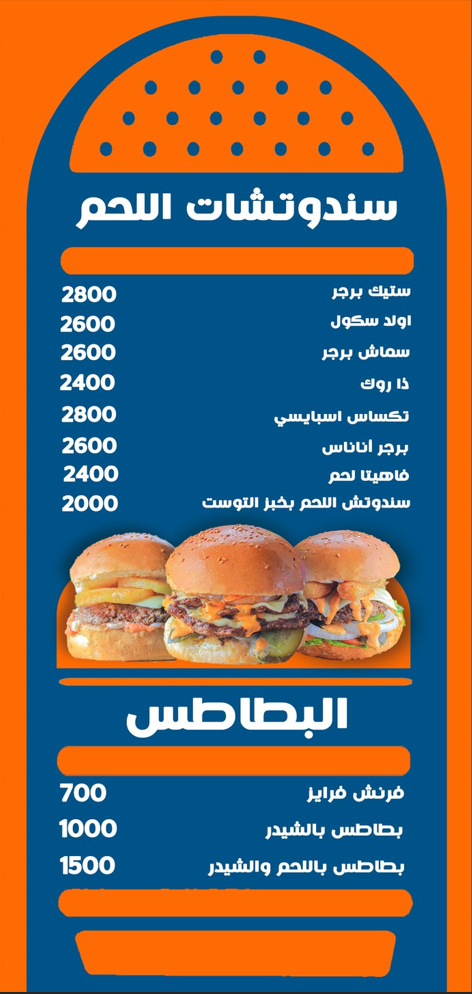 سندوتشات اللحم
ستيك برجر 2800
اولد سكول 2600
سماش برجر 2600
ذا روك 2400
تكساس اسبايسي 2800
برجر أناناس 2600
فاهيتا لحم 2400
سندوتش اللحم بخبز التوست 2000
البطاطس
فرنش فرايز 700
بطاطس بالشيدر 1000
بطاطس باللحم والشيدر 1500